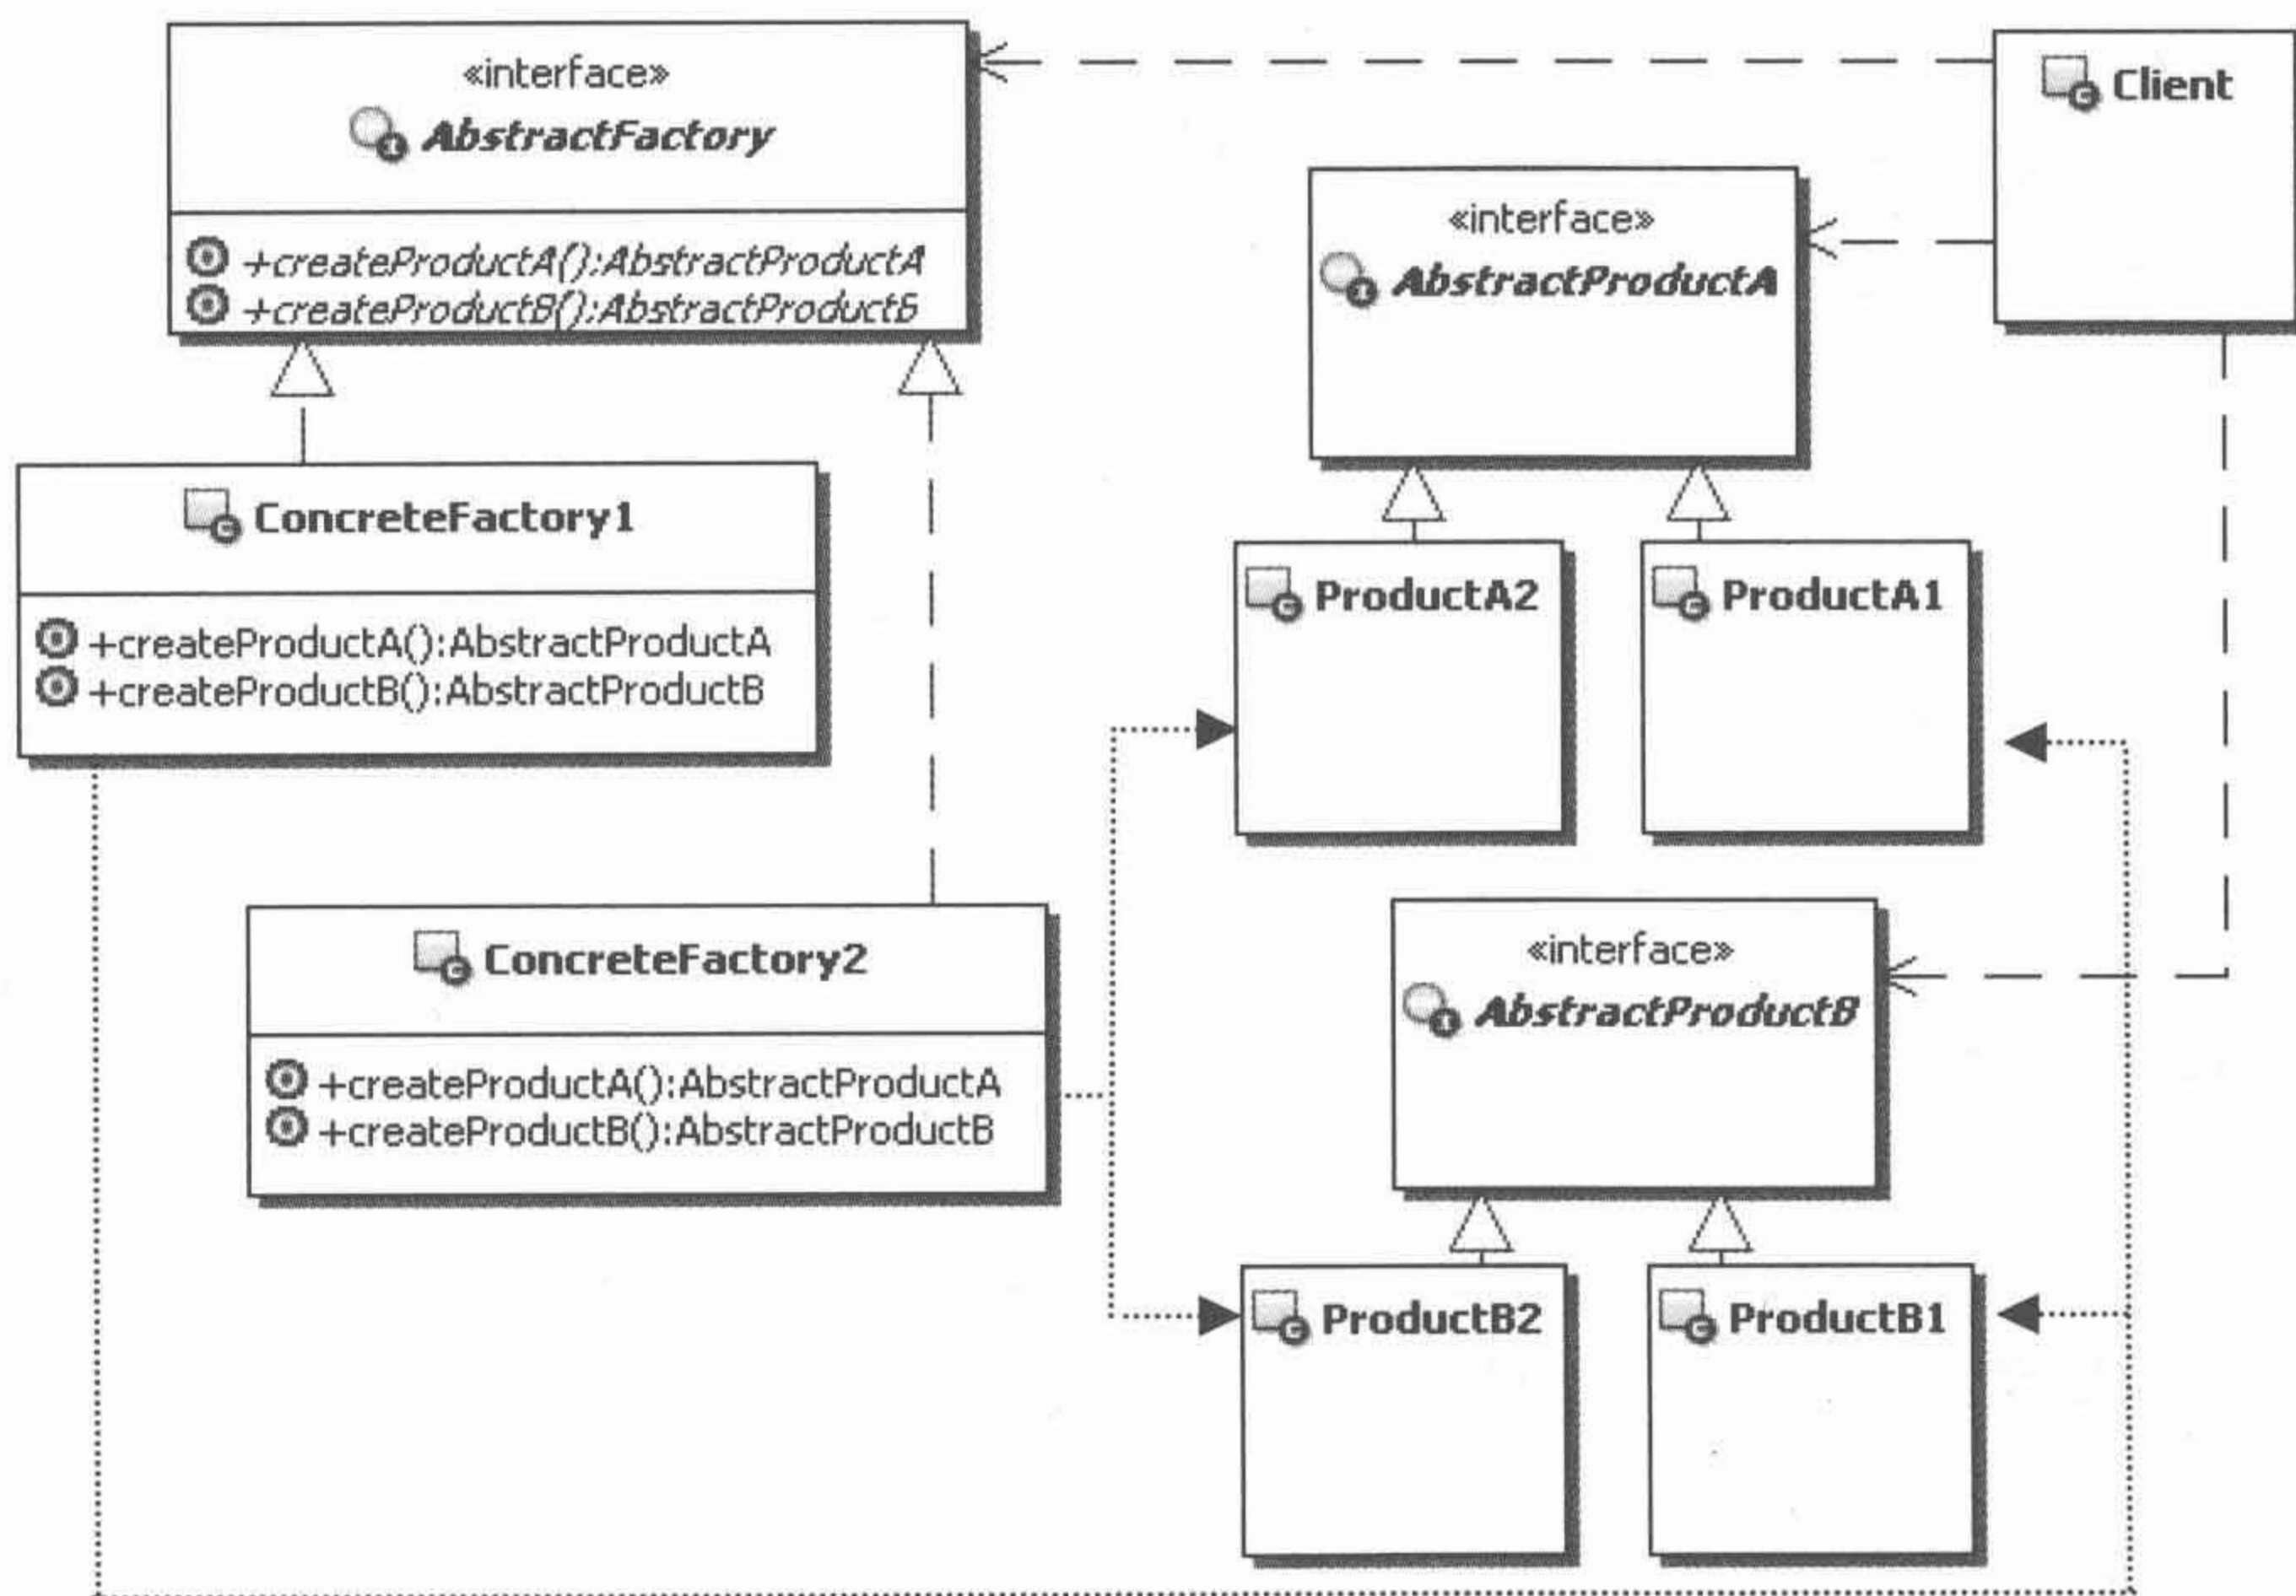 «interface»
AbstractFactory
+createProductA():AbstractProductA
+createProductB():AbstractProductB
Client
«interface»
AbstractProductA
ConcreteFactory1
+createProductA():AbstractProductA
+createProductB():AbstractProductB
ProductA2
ProductA1
ConcreteFactory2
+createProductA():AbstractProductA
+createProductB():AbstractProductB
«interface»
AbstractProductB
ProductB2
ProductB1